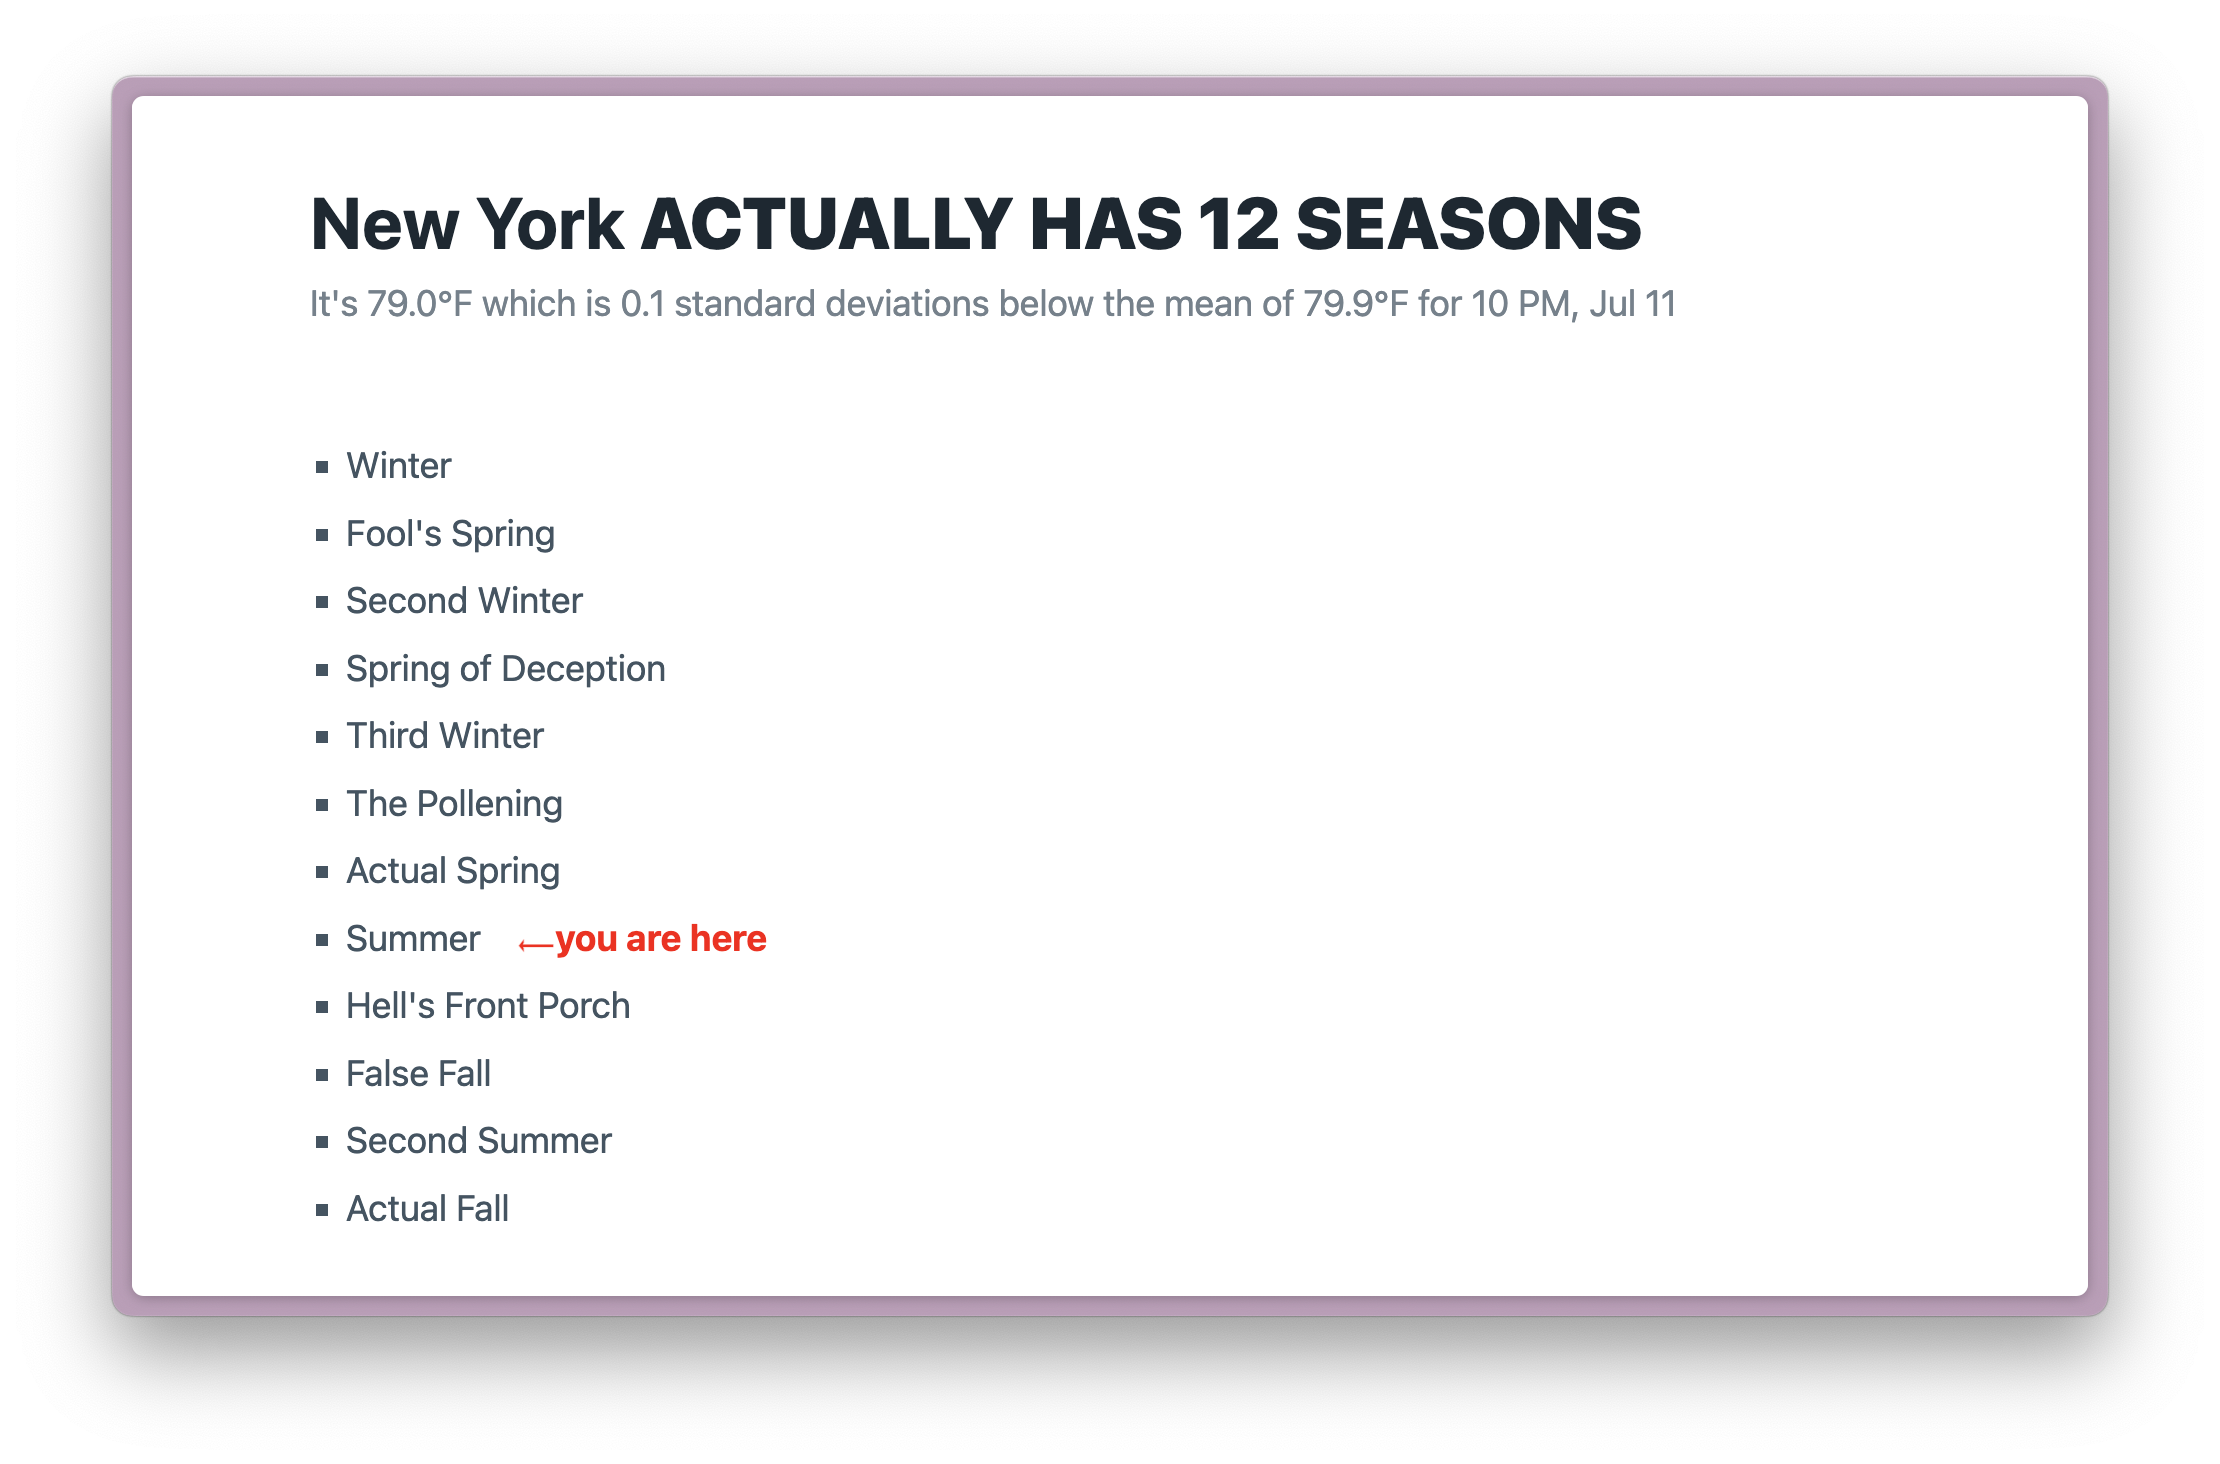 New York ACTUALLY HAS 12 SEASONS
It's 79.0°F which is 0.1 standard deviations below the mean of 79.9°F for 10 PM, Jul 11
▪ Winter
▪ Fool's Spring
▪ Second Winter
▪ Spring of Deception
▪ Third Winter
▪ The Pollening
▪ Actual Spring
▪ Summer ⟵you are here
▪ Hell's Front Porch
▪ False Fall
▪ Second Summer
▪ Actual Fall